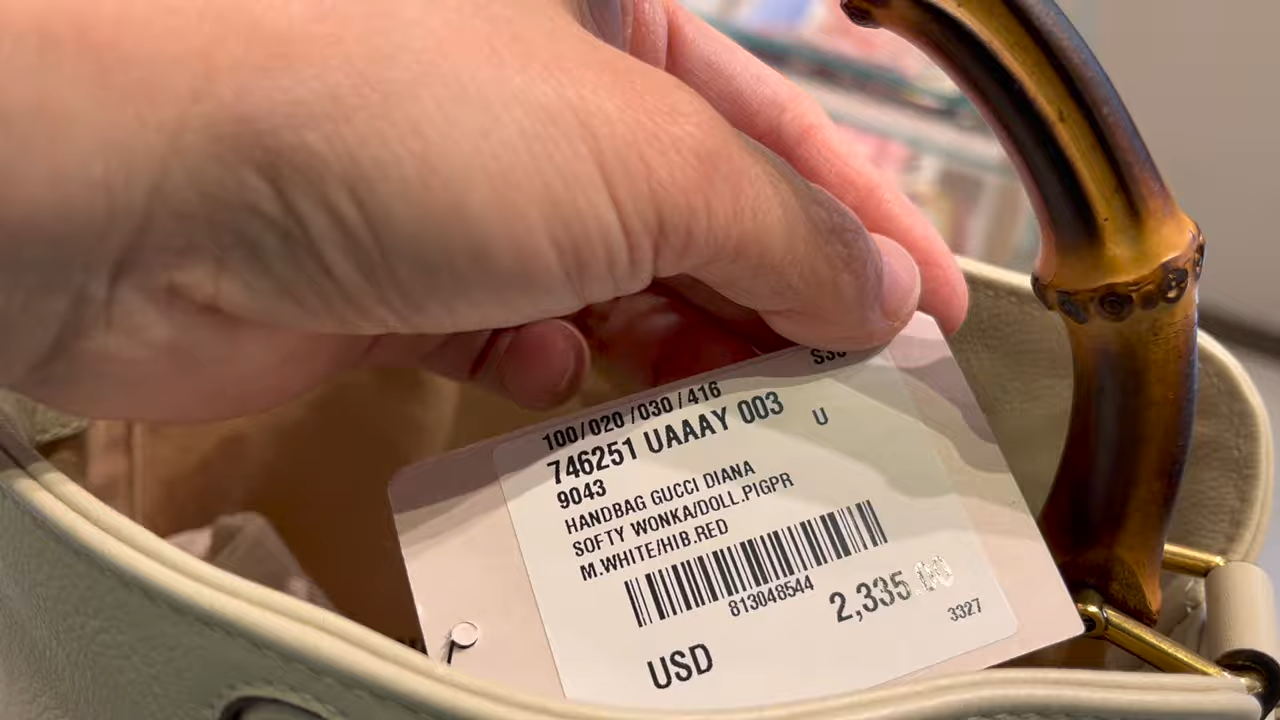 100/020/030/416
746251 UAAAY 003
U
9043
HANDBAG GUCCI DIANA
SOFTY WONKA/DOLL.PIGPR
M.WHITE/HIB.RED
813048544
2,335.00
3327
USD